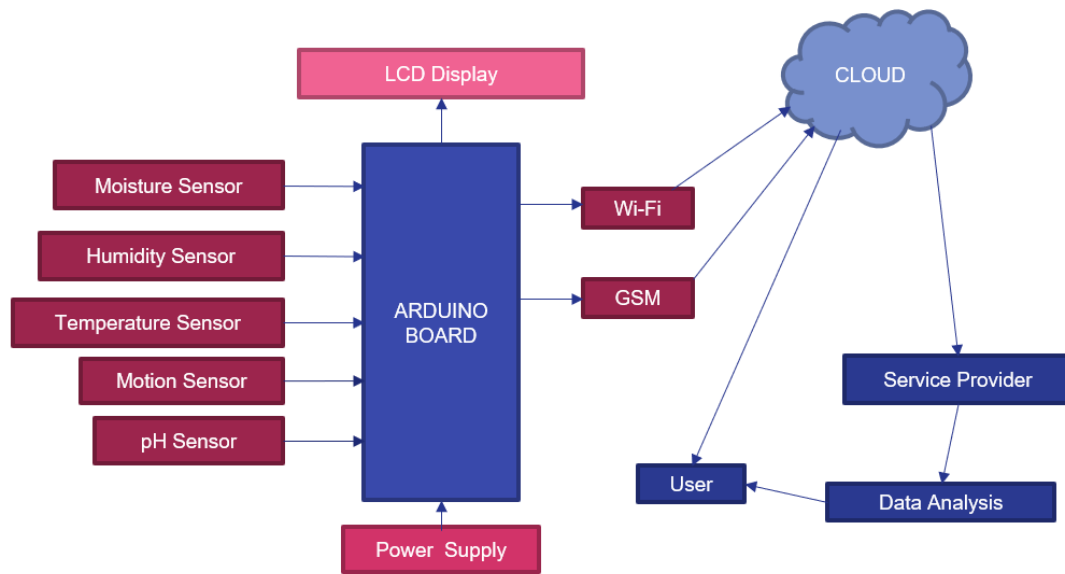 LCD Display
CLOUD
Moisture Sensor
Humidity Sensor
Temperature Sensor
Motion Sensor
pH Sensor
ARDUINO
BOARD
Wi-Fi
GSM
Service Provider
User
Data Analysis
Power Supply